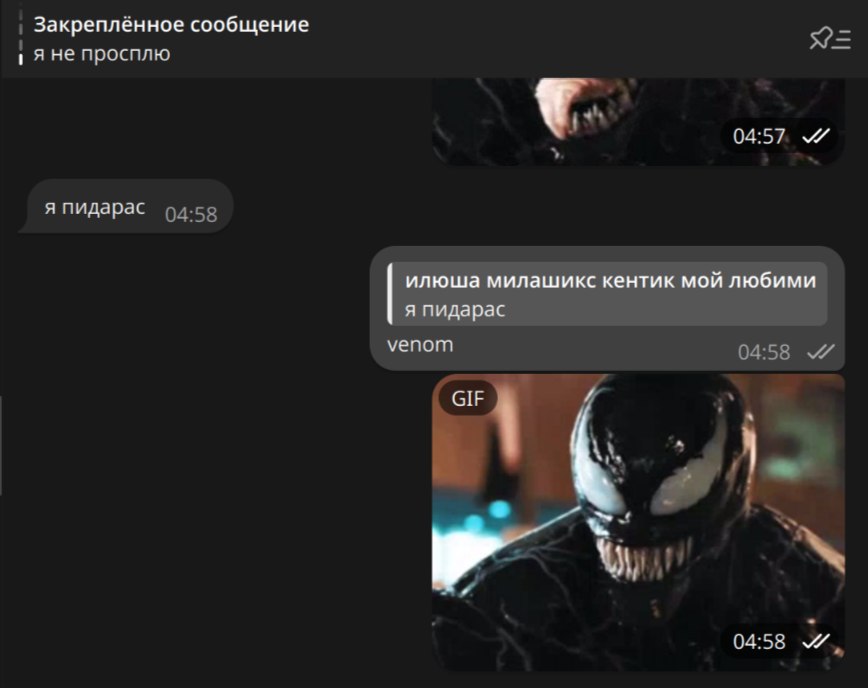 Закреплённое сообщение
я не просплю
04:57
я пидарас 04:58
илюша милашикс кентик мой любими
я пидарас
venom 04:58
GIF
04:58